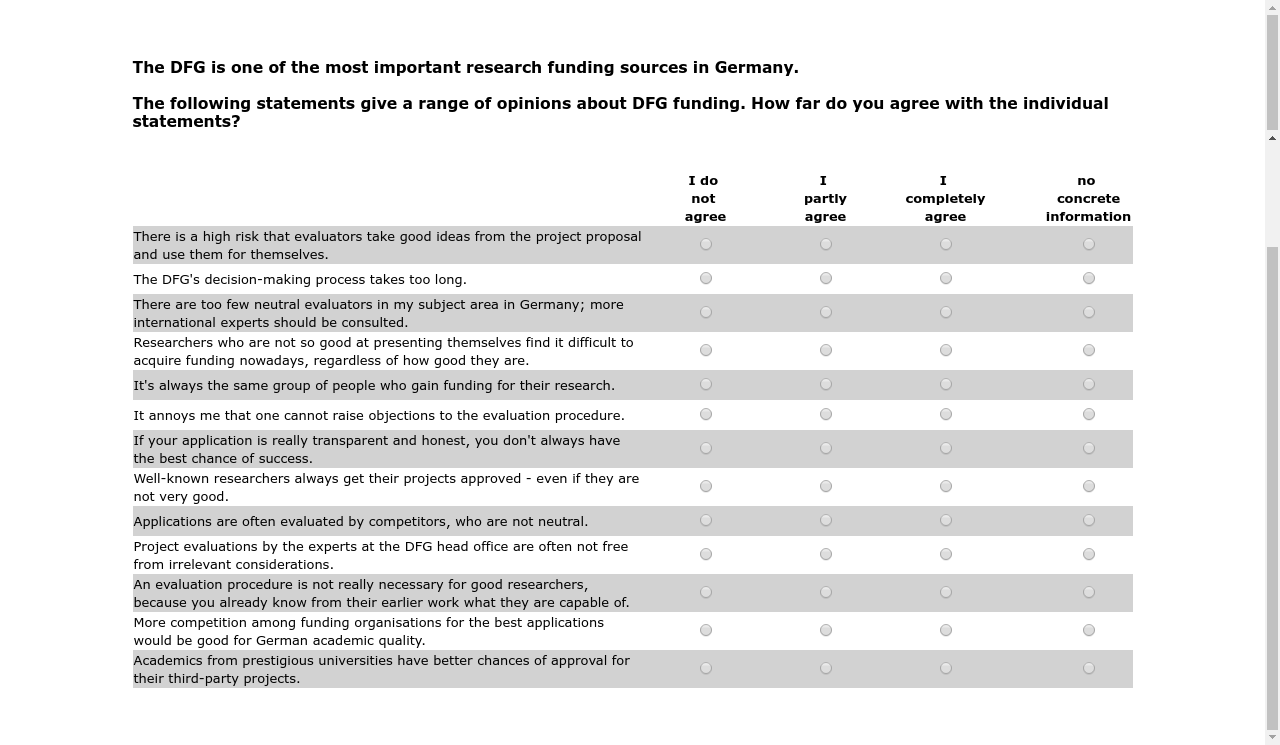 The DFG is one of the most important research funding sources in Germany.
The following statements give a range of opinions about DFG funding. How far do you agree with the individual
statements?
I do
not
agree
I
partly
agree
I
completely
agree
no
concrete
information
There is a high risk that evaluators take good ideas from the project proposal
and use them for themselves.
The DFG's decision-making process takes too long.
There are too few neutral evaluators in my subject area in Germany; more
international experts should be consulted.
Researchers who are not so good at presenting themselves find it difficult to
acquire funding nowadays, regardless of how good they are.
It's always the same group of people who gain funding for their research.
It annoys me that one cannot raise objections to the evaluation procedure.
If your application is really transparent and honest, you don't always have
the best chance of success.
Well-known researchers always get their projects approved - even if they are
not very good.
Applications are often evaluated by competitors, who are not neutral.
Project evaluations by the experts at the DFG head office are often not free
from irrelevant considerations.
An evaluation procedure is not really necessary for good researchers,
because you already know from their earlier work what they are capable of.
More competition among funding organisations for the best applications
would be good for German academic quality.
Academics from prestigious universities have better chances of approval for
their third-party projects.